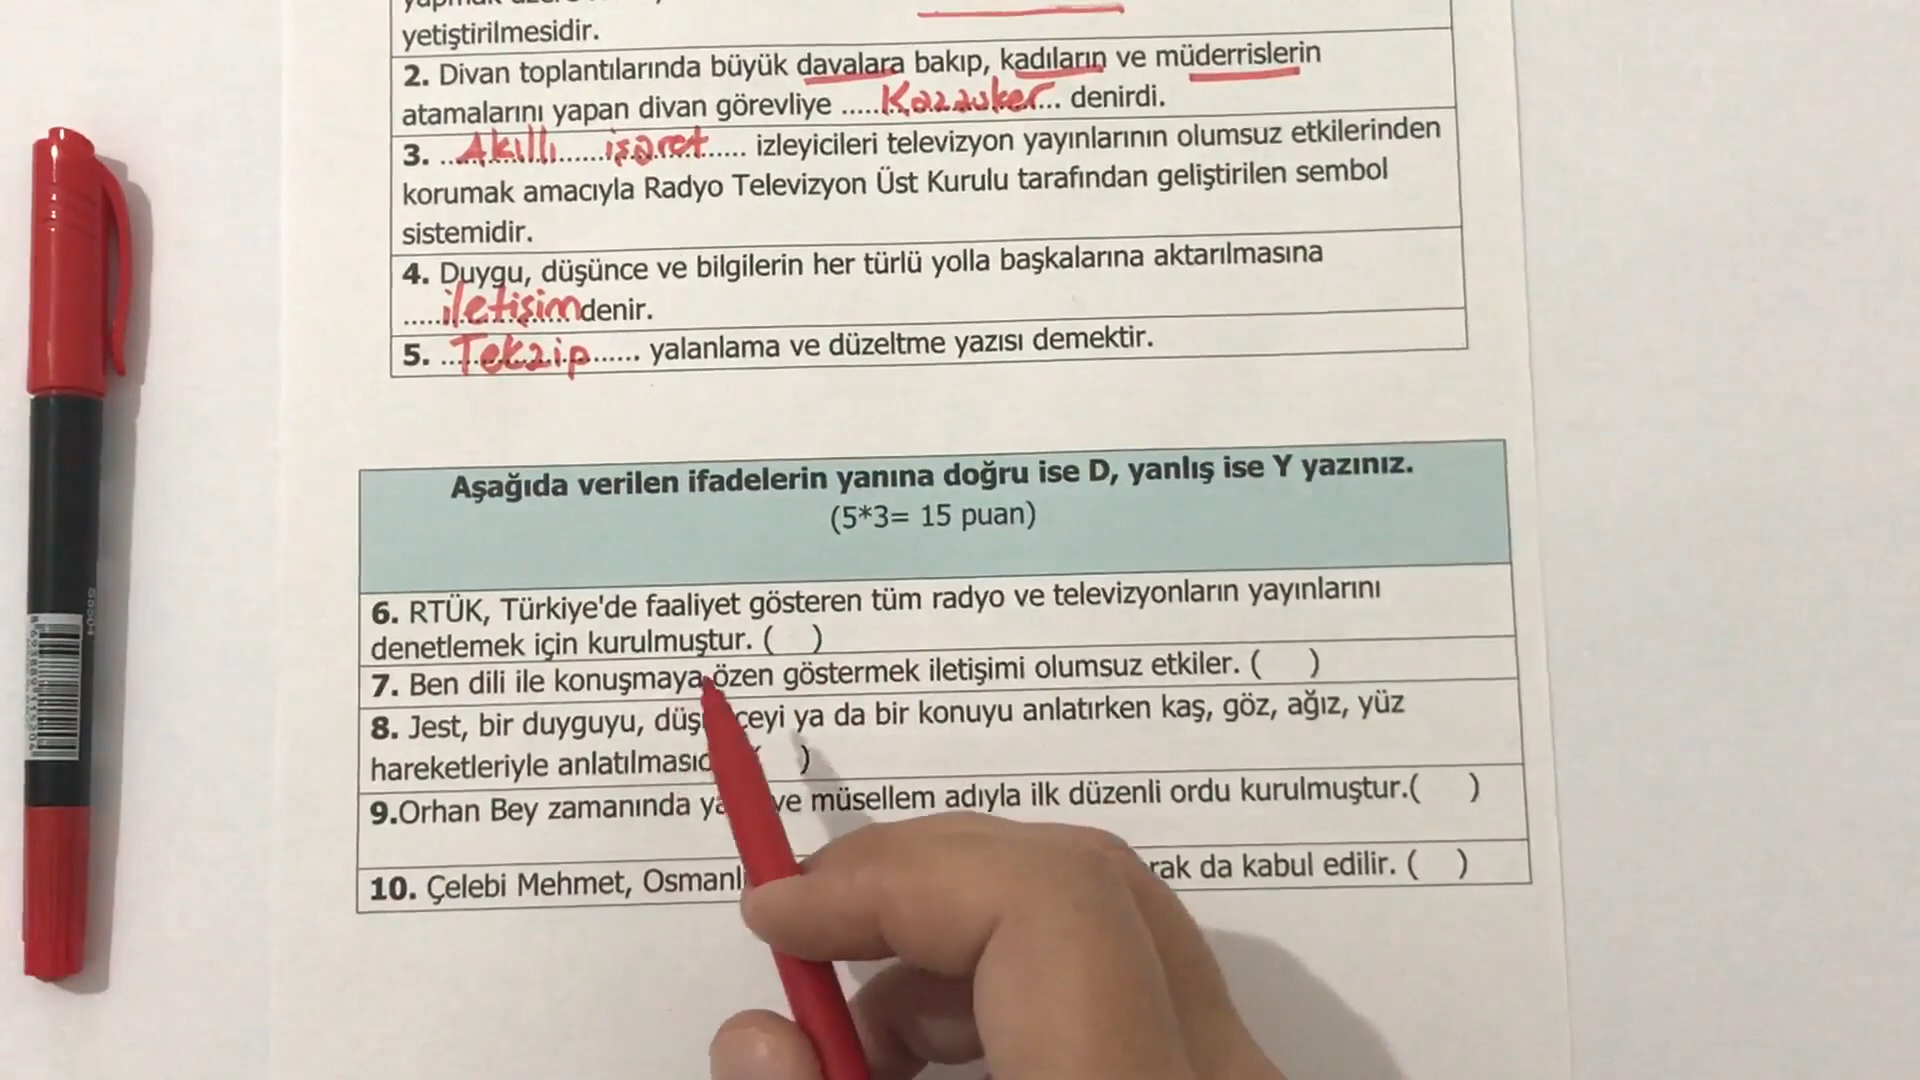 yetiştirilmesidir.
2. Divan toplantılarında büyük davalara bakıp, kadıların ve müderrislerin
atamalarını yapan divan görevliye .....Kazasker... denirdi.
3. ...Akıllı.....işaret..... izleyicileri televizyon yayınlarının olumsuz etkilerinden
korumak amacıyla Radyo Televizyon Üst Kurulu tarafından geliştirilen sembol
sistemidir.
4. Duygu, düşünce ve bilgilerin her türlü yolla başkalarına aktarılmasına
.....iletişim denir.
5. ..Tekzip...... yalanlama ve düzeltme yazısı demektir.
Aşağıda verilen ifadelerin yanına doğru ise D, yanlış ise Y yazınız.
(5*3= 15 puan)
6. RTÜK, Türkiye'de faaliyet gösteren tüm radyo ve televizyonların yayınlarını
denetlemek için kurulmuştur. ( )
7. Ben dili ile konuşmaya özen göstermek iletişimi olumsuz etkiler. ( )
8. Jest, bir duyguyu, ya da bir konuyu anlatırken kaş, göz, ağız, yüz
hareketleriyle )
9.Orhan Bey zamanında ve müsellem adıyla ilk düzenli ordu kurulmuştur.( )
10. Çelebi Mehmet, da kabul edilir. ( )